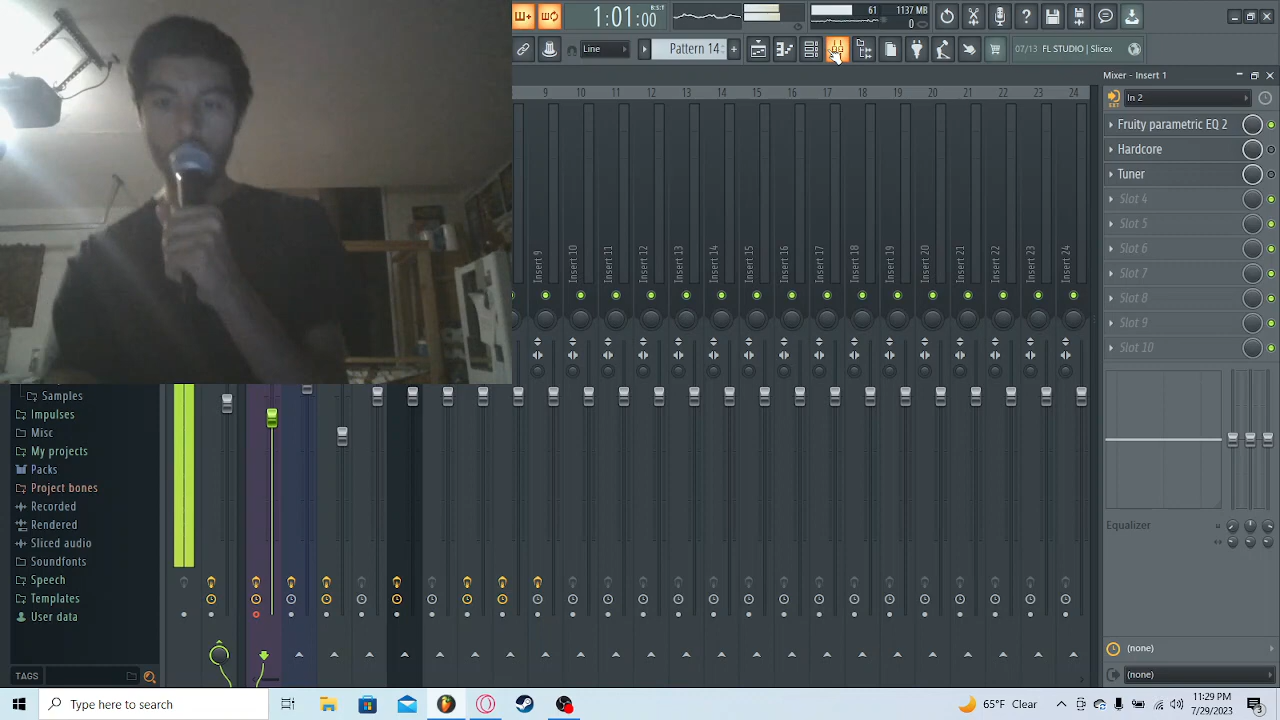 1:01:00
B:S:T
61
1137 MB
0
Line
Pattern 14
07/13 FL STUDIO | Slicex
Mixer - Insert 1
9 10 11 12 13 14 15 16 17 18 19 20 21 22 23 24
In 2
Fruity parametric EQ 2
Hardcore
Tuner
Slot 4
Slot 5
Slot 6
Slot 7
Slot 8
Slot 9
Slot 10
Insert 9
Insert 10
Insert 11
Insert 12
Insert 13
Insert 14
Insert 15
Insert 16
Insert 17
Insert 18
Insert 19
Insert 20
Insert 21
Insert 22
Insert 23
Insert 24
Samples
Impulses
Misc
My projects
Packs
Project bones
Recorded
Rendered
Sliced audio
Soundfonts
Speech
Templates
User data
Equalizer
(none)
(none)
TAGS
Type here to search
65°F Clear
11:29 PM
7/29/2023
3